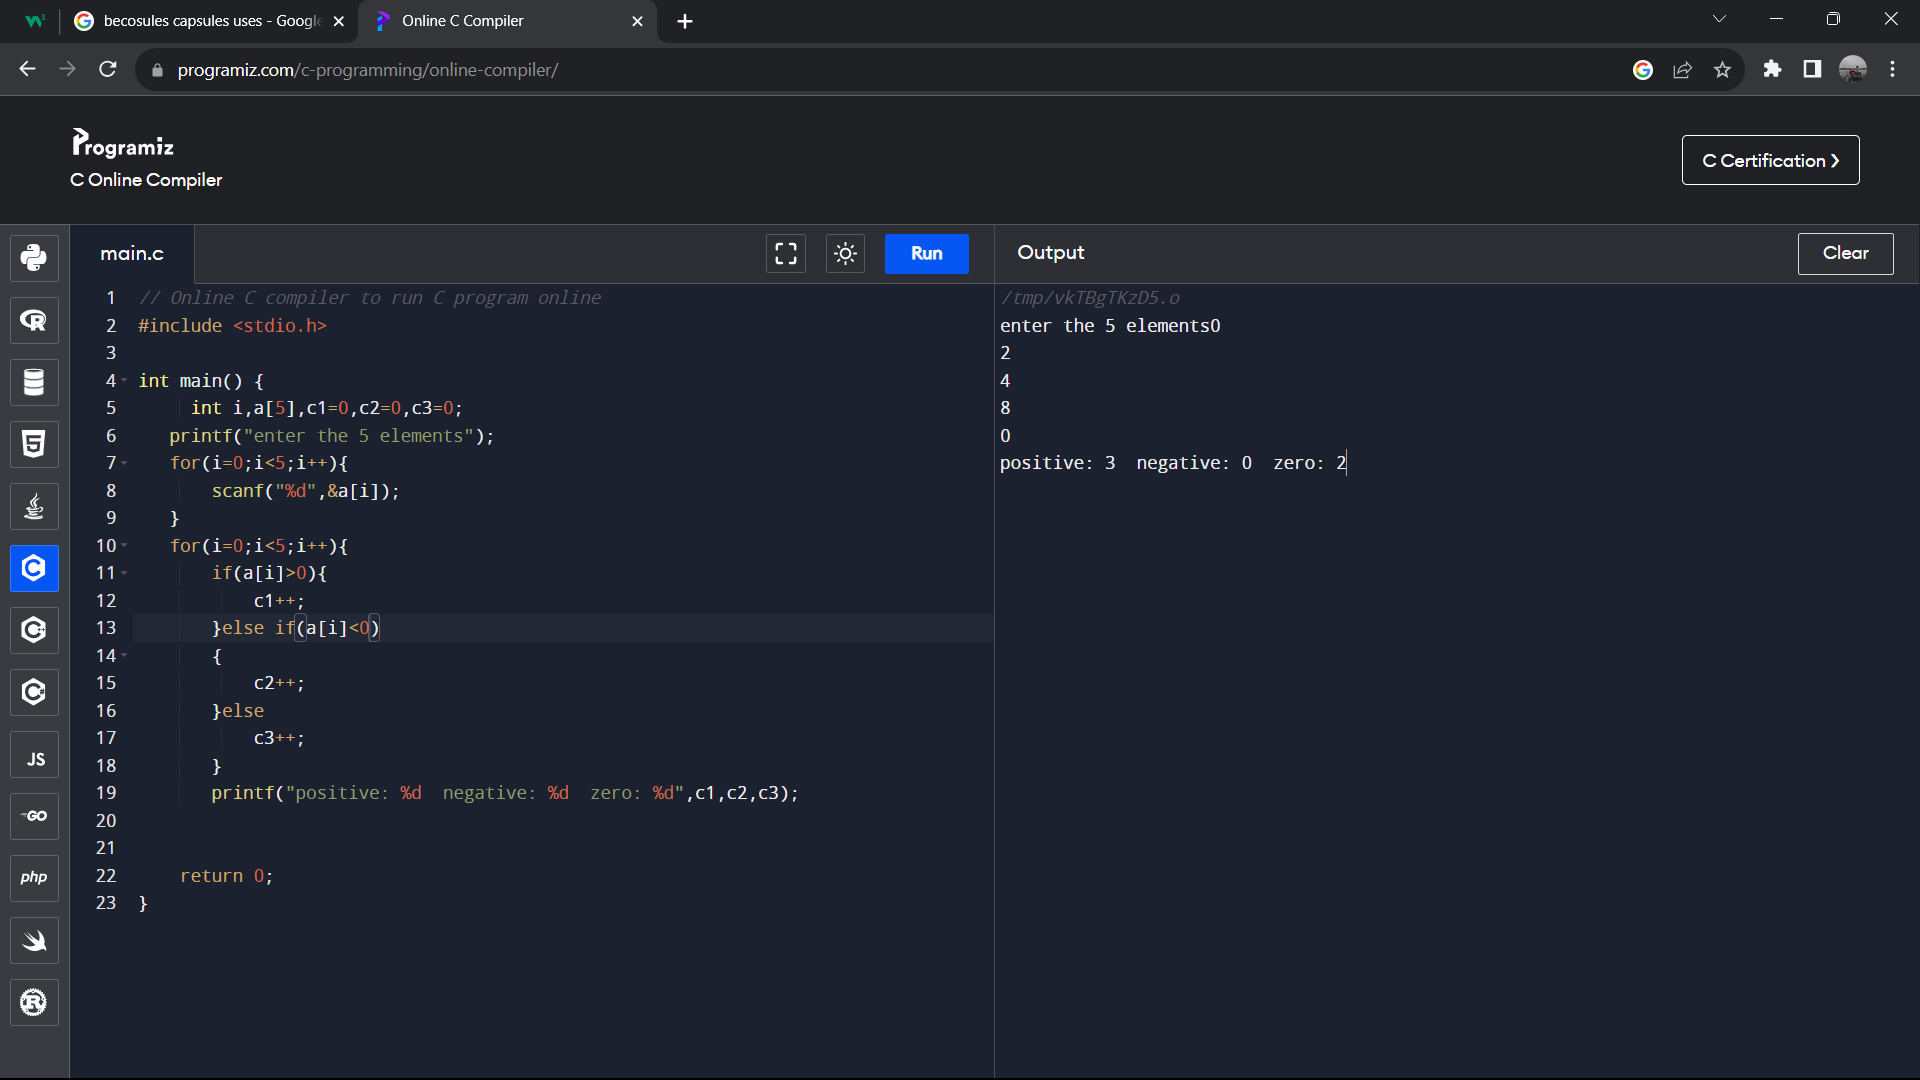 becosules capsules uses - Google
Online C Compiler
programiz.com/c-programming/online-compiler/
Programiz
C Online Compiler
C Certification ❯
main.c
Run
Output
Clear
1 // Online C compiler to run C program online
2 #include <stdio.h>
3
4 int main() {
5      int i,a[5],c1=0,c2=0,c3=0;
6    printf("enter the 5 elements");
7    for(i=0;i<5;i++){
8        scanf("%d",&a[i]);
9    }
10    for(i=0;i<5;i++){
11        if(a[i]>0){
12            c1++;
13        }else if(a[i]<0)
14        {
15            c2++;
16        }else
17            c3++;
18        }
19        printf("positive: %d  negative: %d  zero: %d",c1,c2,c3);
20
21
22     return 0;
23 }
/tmp/vkTBgTKzD5.o
enter the 5 elements0
2
4
8
0
positive: 3  negative: 0  zero: 2
JS
GO
php